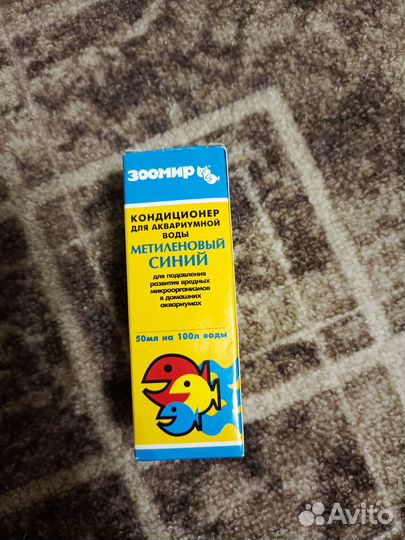 ЗООМИР
КОНДИЦИОНЕР
ДЛЯ АКВАРИУМНОЙ
ВОДЫ
МЕТИЛЕНОВЫЙ
СИНИЙ
для подавления
развития вредных
микроорганизмов
в домашних
аквариумах
50мл на 100л воды
Avito